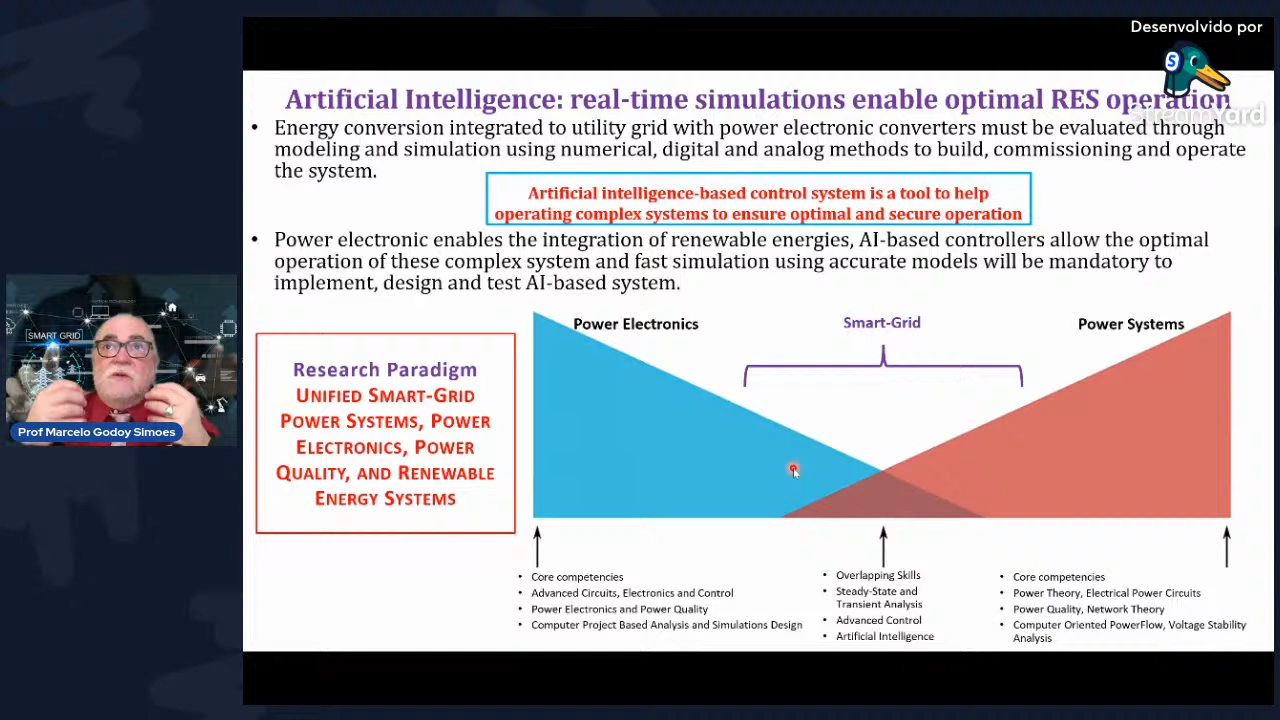 Desenvolvido por
S
StreamYard
Artificial Intelligence: real-time simulations enable optimal RES operation
• Energy conversion integrated to utility grid with power electronic converters must be evaluated through
modeling and simulation using numerical, digital and analog methods to build, commissioning and operate
the system.
Artificial intelligence-based control system is a tool to help
operating complex systems to ensure optimal and secure operation
• Power electronic enables the integration of renewable energies, AI-based controllers allow the optimal
operation of these complex system and fast simulation using accurate models will be mandatory to
implement, design and test AI-based system.
SMART GRID
Prof Marcelo Godoy Simoes
Research Paradigm
UNIFIED SMART-GRID
POWER SYSTEMS, POWER
ELECTRONICS, POWER
QUALITY, AND RENEWABLE
ENERGY SYSTEMS
Power Electronics
Smart-Grid
Power Systems
• Core competencies
• Advanced Circuits, Electronics and Control
• Power Electronics and Power Quality
• Computer Project Based Analysis and Simulations Design
• Overlapping Skills
• Steady-State and
Transient Analysis
• Advanced Control
• Artificial Intelligence
• Core competencies
• Power Theory, Electrical Power Circuits
• Power Quality, Network Theory
• Computer Oriented PowerFlow, Voltage Stability
Analysis